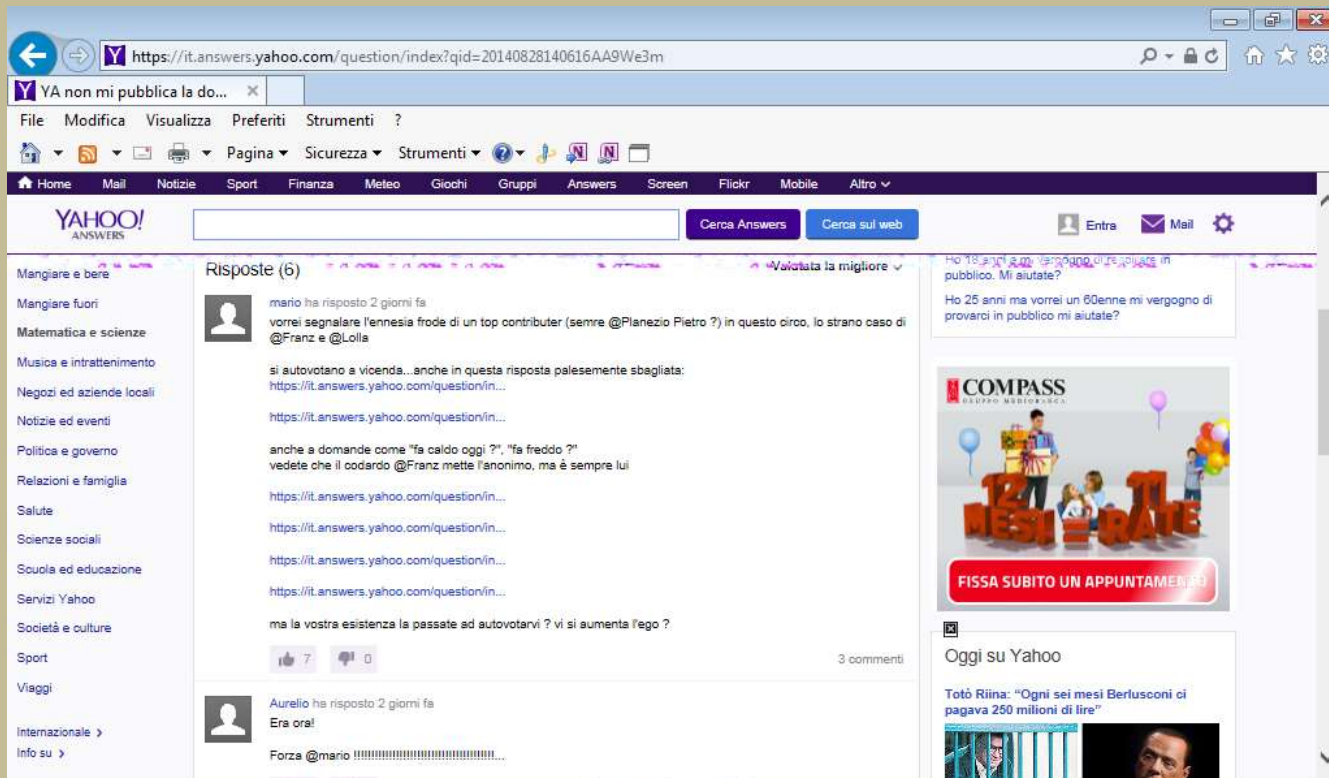 https://it.answers.yahoo.com/question/index?qid=20140828140616AA9We3m
YA non mi pubblica la do...
File Modifica Visualizza Preferiti Strumenti ?
Pagina Sicurezza Strumenti
Home Mail Notizie Sport Finanza Meteo Giochi Gruppi Answers Screen Flickr Mobile Altro
YAHOO!
ANSWERS
Cerca Answers
Cerca sul web
Entra
Mail
Mangiare e bere
Mangiare fuori
Matematica e scienze
Musica e intrattenimento
Negozi ed aziende locali
Notizie ed eventi
Politica e governo
Relazioni e famiglia
Salute
Scienze sociali
Scuola ed educazione
Servizi Yahoo
Società e culture
Sport
Viaggi
Internazionale >
Info su >
Risposte (6)
Valutata la migliore
mario ha risposto 2 giorni fa
vorrei segnalare l'ennesia frode di un top contributer (semre @Planezio Pietro ?) in questo circo, lo strano caso di
@Franz e @Lolla
si autovotano a vicenda...anche in questa risposta palesemente sbagliata:
https://it.answers.yahoo.com/question/in...
https://it.answers.yahoo.com/question/in...
anche a domande come "fa caldo oggi ?", "fa freddo ?"
vedete che il codardo @Franz mette l'anonimo, ma è sempre lui
https://it.answers.yahoo.com/question/in...
https://it.answers.yahoo.com/question/in...
https://it.answers.yahoo.com/question/in...
https://it.answers.yahoo.com/question/in...
ma la vostra esistenza la passate ad autovotarvi ? vi si aumenta l'ego ?
7 0
3 commenti
Aurelio ha risposto 2 giorni fa
Era ora!
Forza @mario !!!!!!!!!!!!!!!!!!!!!!!!!!!!!!!!!!!!!!!!...
Ho 18 anni e mi vergogno di in
pubblico. Mi aiutate?
Ho 25 anni ma vorrei un 60enne mi vergogno di
provarci in pubblico mi aiutate?
COMPASS
GRUPPO MEDIOBANCA
12 MESI = 11 RATE
FISSA SUBITO UN APPUNTAMENTO
Oggi su Yahoo
Totò Riina: “Ogni sei mesi Berlusconi ci
pagava 250 milioni di lire”